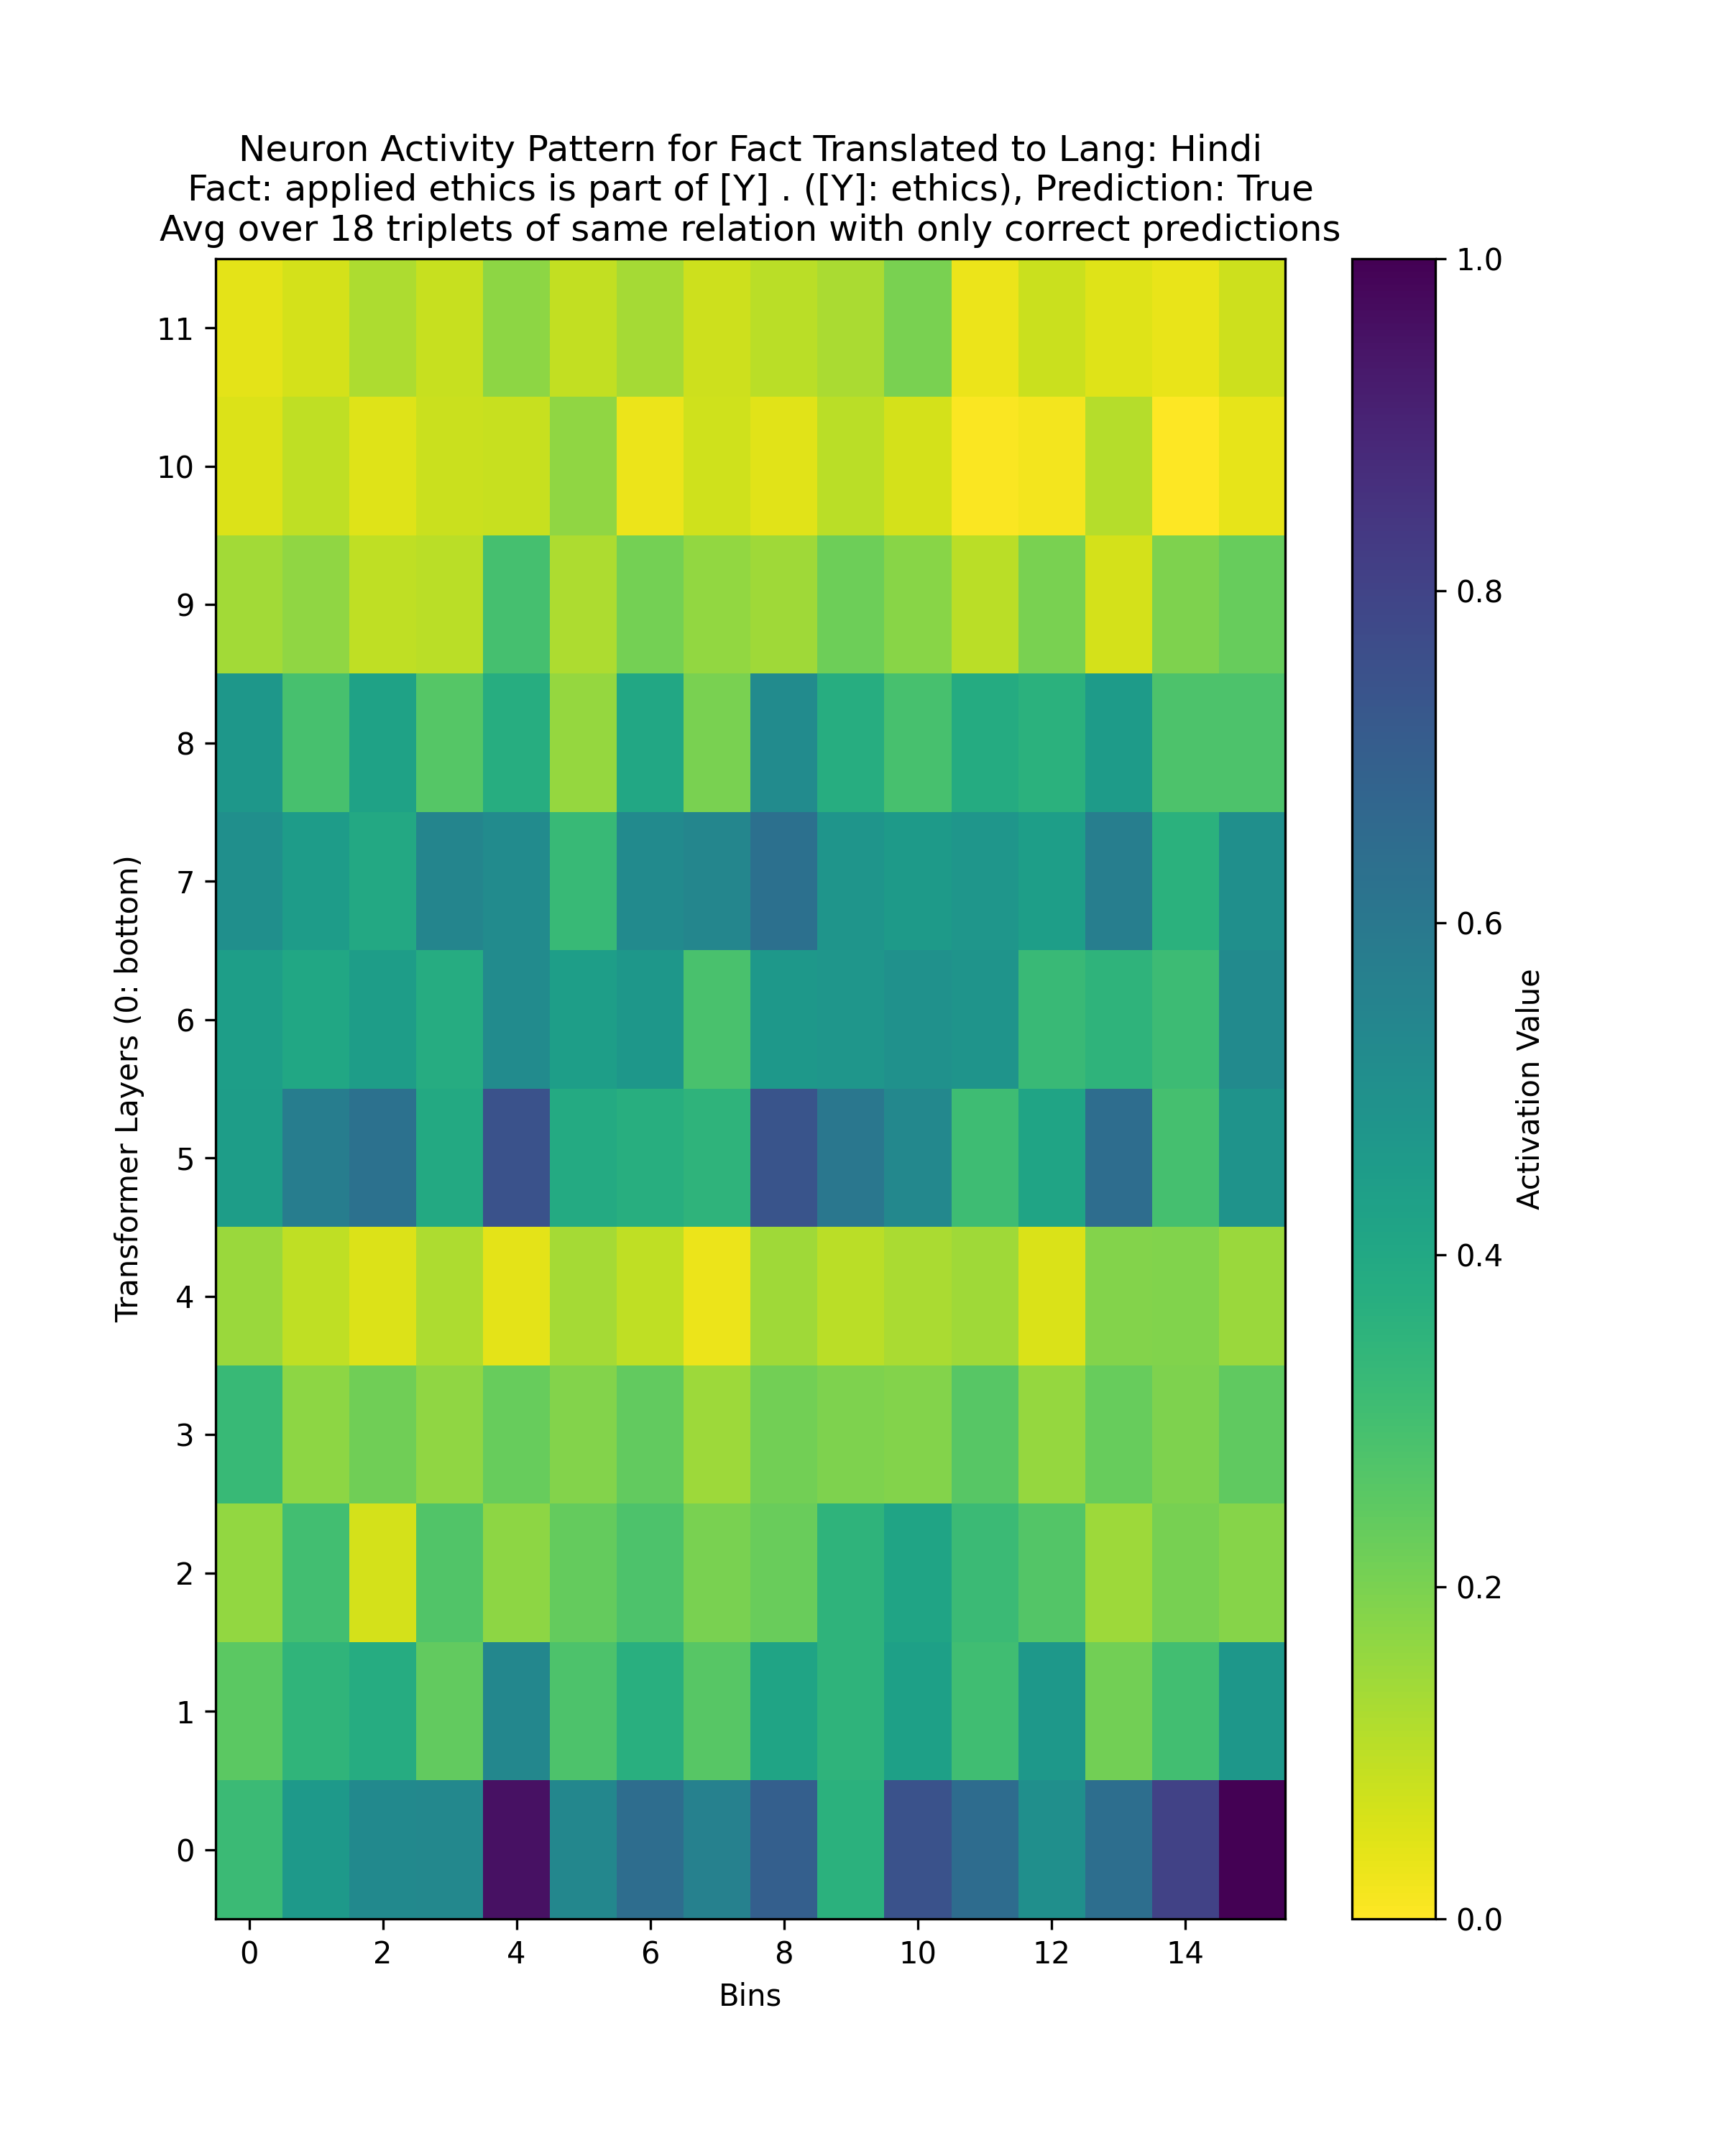 Neuron Activity Pattern for Fact Translated to Lang: Hindi
Fact: applied ethics is part of [Y] . ([Y]: ethics), Prediction: True
Avg over 18 triplets of same relation with only correct predictions
11
10
9
8
7
6
5
4
3
2
1
0
Transformer Layers (0: bottom)
0 2 4 6 8 10 12 14
Bins
1.0
0.8
0.6
0.4
0.2
0.0
Activation Value